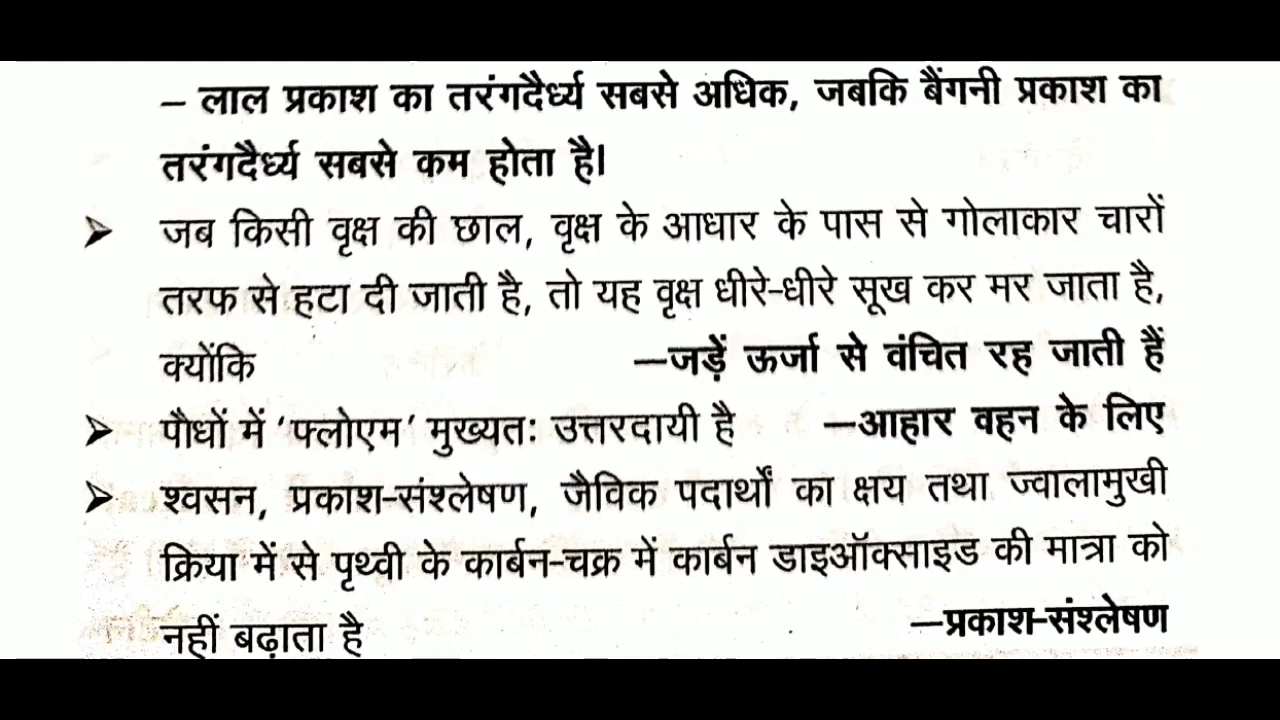 – लाल प्रकाश का तरंगदैर्ध्य सबसे अधिक, जबकि बैंगनी प्रकाश का
तरंगदैर्ध्य सबसे कम होता है।
➢ जब किसी वृक्ष की छाल, वृक्ष के आधार के पास से गोलाकार चारों
तरफ से हटा दी जाती है, तो यह वृक्ष धीरे-धीरे सूख कर मर जाता है,
क्योंकि —जड़ें ऊर्जा से वंचित रह जाती हैं
➢ पौधों में ‘फ्लोएम’ मुख्यतः उत्तरदायी है —आहार वहन के लिए
➢ श्वसन, प्रकाश-संश्लेषण, जैविक पदार्थों का क्षय तथा ज्वालामुखी
क्रिया में से पृथ्वी के कार्बन-चक्र में कार्बन डाइऑक्साइड की मात्रा को
नहीं बढ़ाता है —प्रकाश-संश्लेषण